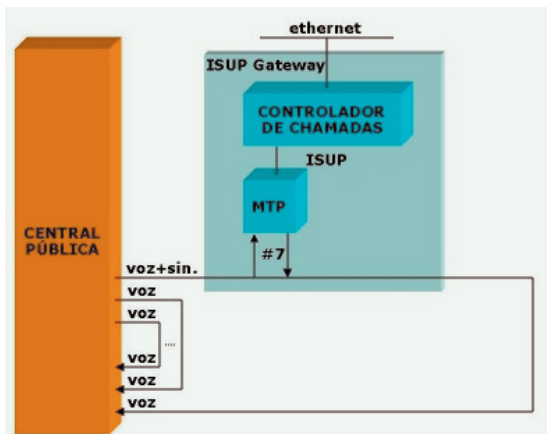 ethernet
ISUP Gateway
CONTROLADOR
DE CHAMADAS
ISUP
MTP
#7
CENTRAL
PÚBLICA
voz+sin.
voz
voz
....
voz
voz
voz